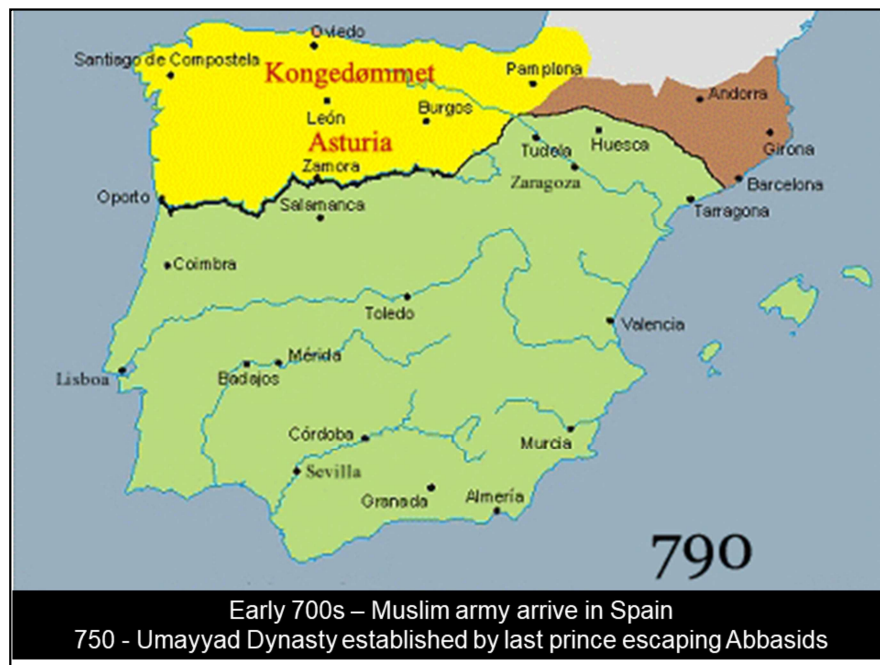 Oviedo
Santiago de Compostela
Kongedømmet
Pamplona
Andorra
León
Burgos
Asturia
Tudela
Huesca
Girona
Zamora
Zaragoza
Barcelona
Oporto
Salamanca
Tarragona
Coimbra
Toledo
Valencia
Mérida
Lisboa
Badajos
Córdoba
Murcia
Sevilla
Granada
Almería
790
Early 700s – Muslim army arrive in Spain
750 - Umayyad Dynasty established by last prince escaping Abbasids